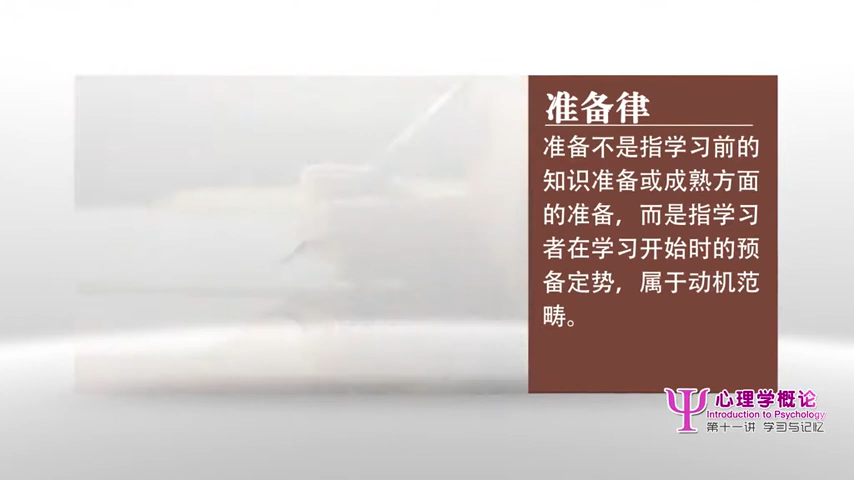 准备律
准备不是指学习前的
知识准备或成熟方面
的准备，而是指学习
者在学习开始时的预
备定势，属于动机范
畴。
心理学概论
Introduction to Psychology
第十一讲 学习与记忆